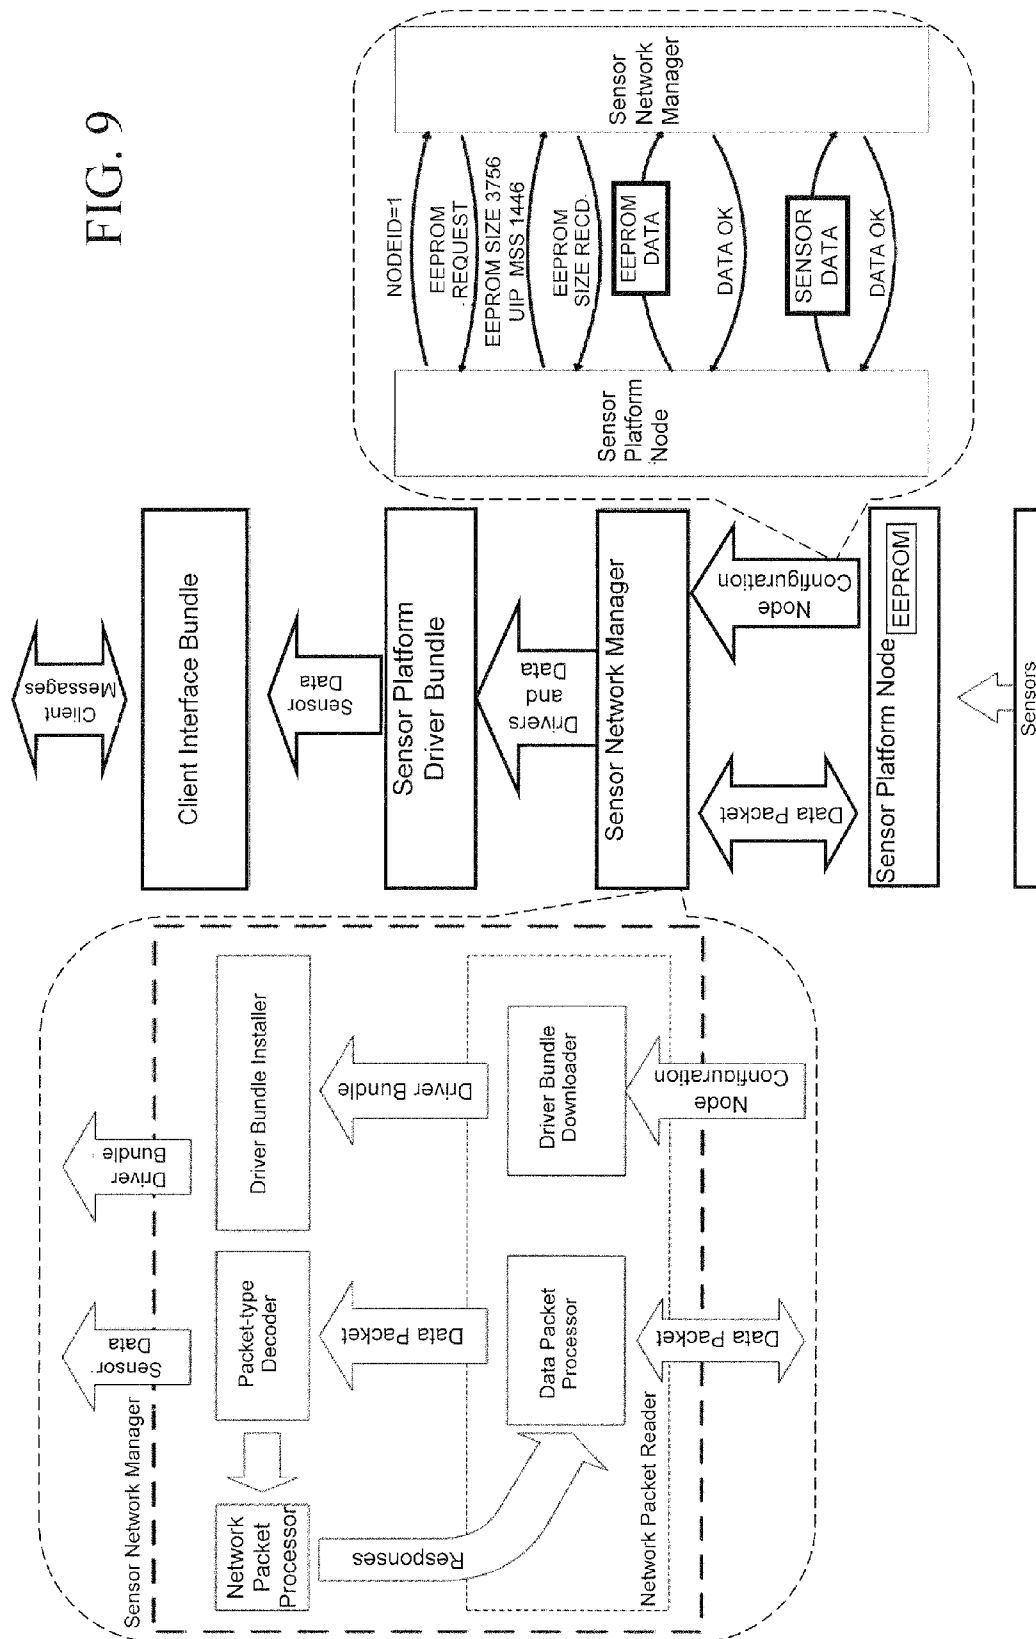 FIG. 9
Sensor Network Manager
Sensor
Data
Driver
Bundle
Network
Packet
Processor
Packet-type
Decoder
Driver Bundle Installer
Responses
Data Packet
Driver Bundle
Network Packet Reader
Data Packet
Processor
Driver Bundle
Downloader
Data Packet
Node
Configuration
Client
Messages
Client Interface Bundle
Sensor
Data
Sensor Platform
Driver Bundle
Drivers
and
Data
Sensor Network Manager
Data Packet
Node
Configuration
Sensor Platform Node
EEPROM
Sensors
Sensor
Platform
Node
Sensor
Network
Manager
NODEID=1
EEPROM
REQUEST
EEPROM SIZE 3756
UIP MSS 1446
EEPROM
SIZE RECD
EEPROM
DATA
DATA OK
SENSOR
DATA
DATA OK